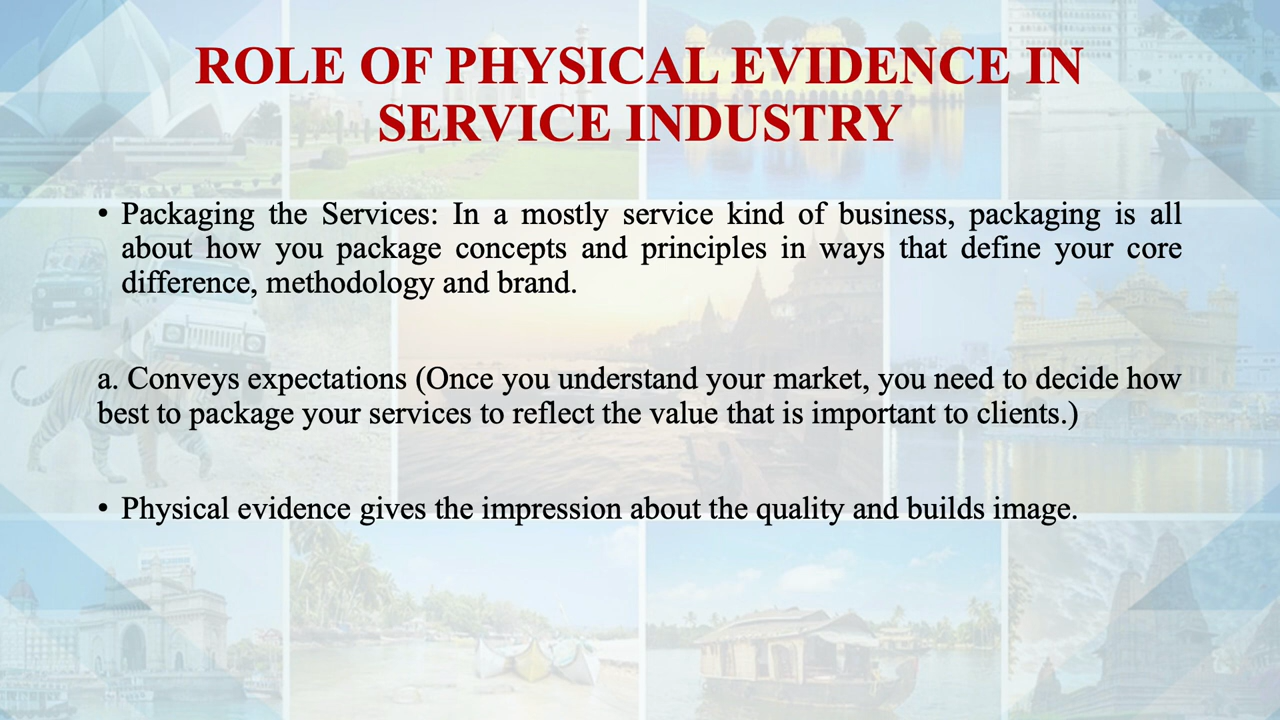 ROLE OF PHYSICAL EVIDENCE IN
SERVICE INDUSTRY
• Packaging the Services: In a mostly service kind of business, packaging is all
about how you package concepts and principles in ways that define your core
difference, methodology and brand.
a. Conveys expectations (Once you understand your market, you need to decide how
best to package your services to reflect the value that is important to clients.)
• Physical evidence gives the impression about the quality and builds image.